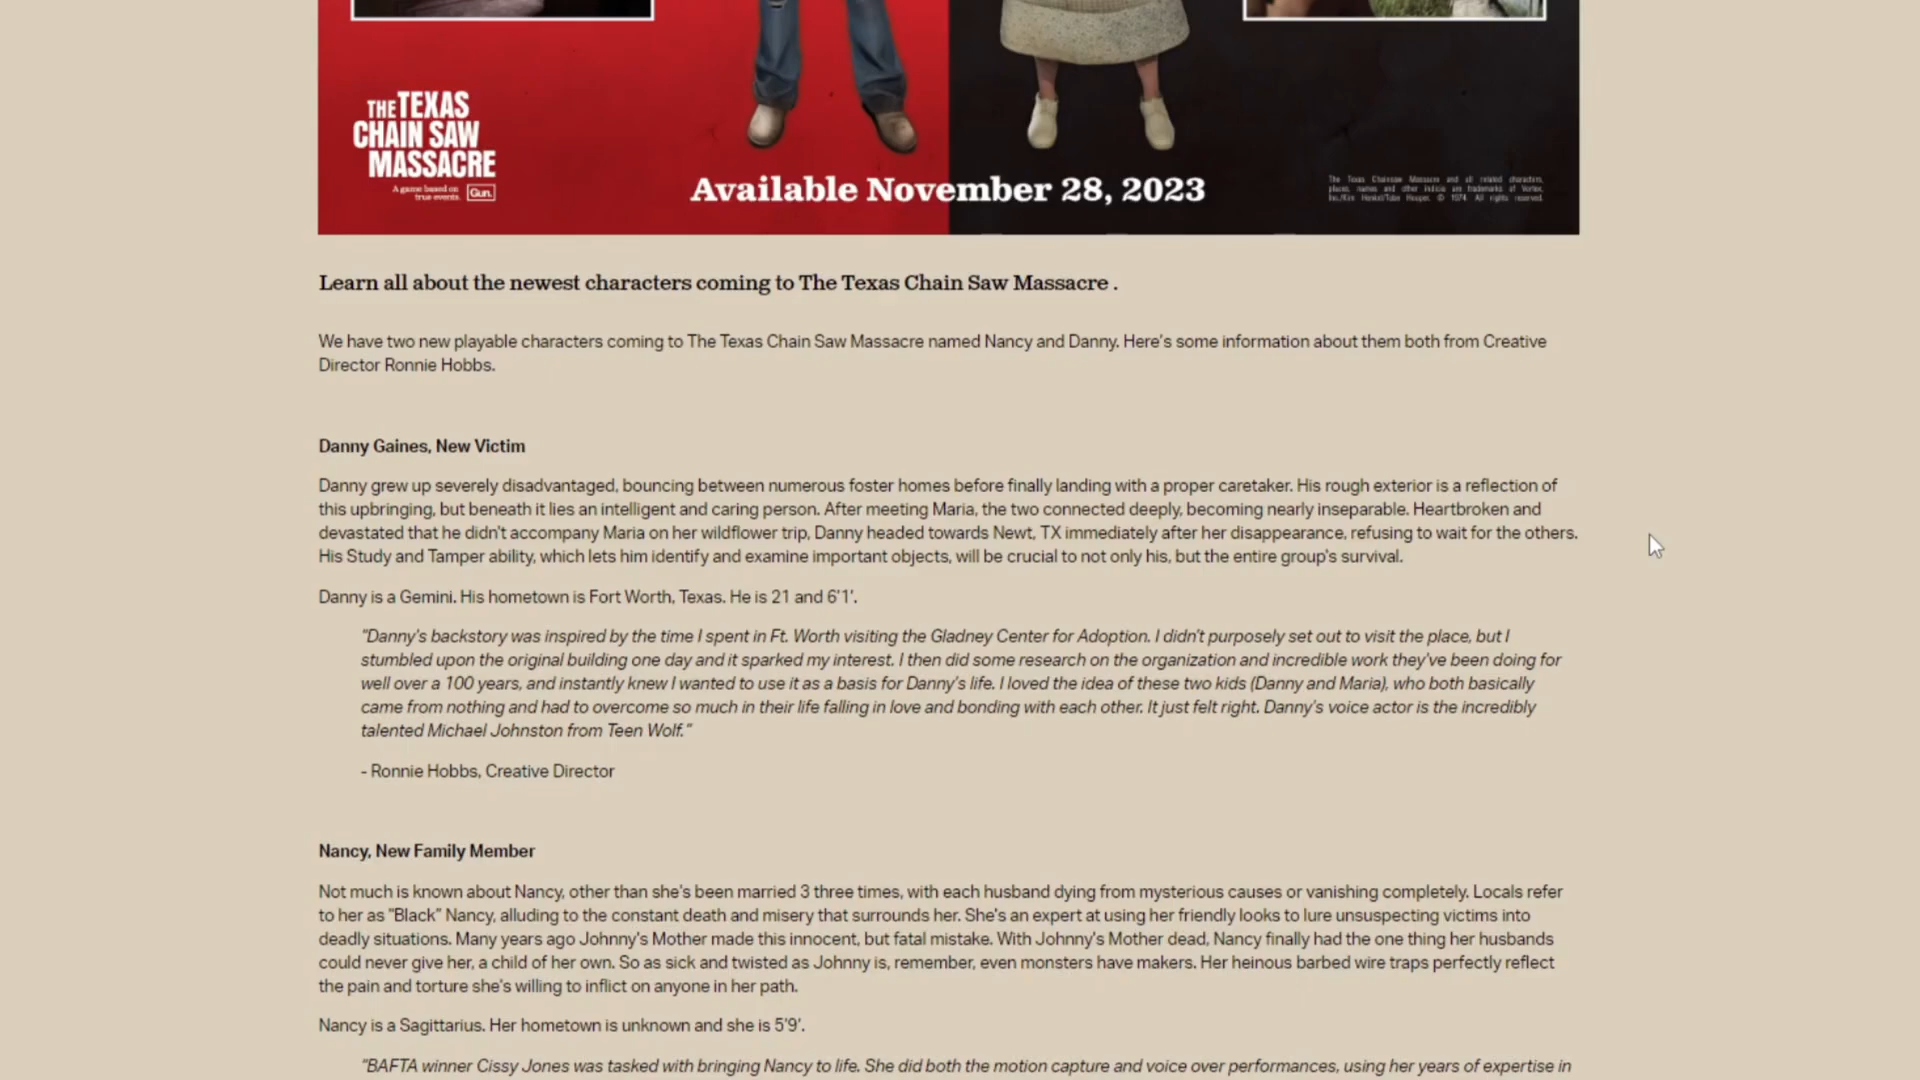 THE TEXAS
CHAIN SAW
MASSACRE
A game based on
true events. Gun.
Available November 28, 2023
The Texas Chainsaw Massacre and all related characters,
places, names and other indicia are trademarks of Vortex,
Inc./Kim Henkel/Tobe Hooper. © 1974 All rights reserved.
Learn all about the newest characters coming to The Texas Chain Saw Massacre .
We have two new playable characters coming to The Texas Chain Saw Massacre named Nancy and Danny. Here's some information about them both from Creative
Director Ronnie Hobbs.
Danny Gaines, New Victim
Danny grew up severely disadvantaged, bouncing between numerous foster homes before finally landing with a proper caretaker. His rough exterior is a reflection of
this upbringing, but beneath it lies an intelligent and caring person. After meeting Maria, the two connected deeply, becoming nearly inseparable. Heartbroken and
devastated that he didn't accompany Maria on her wildflower trip, Danny headed towards Newt, TX immediately after her disappearance, refusing to wait for the others.
His Study and Tamper ability, which lets him identify and examine important objects, will be crucial to not only his, but the entire group's survival.
Danny is a Gemini. His hometown is Fort Worth, Texas. He is 21 and 6'1'.
"Danny's backstory was inspired by the time I spent in Ft. Worth visiting the Gladney Center for Adoption. I didn't purposely set out to visit the place, but I
stumbled upon the original building one day and it sparked my interest. I then did some research on the organization and incredible work they've been doing for
well over a 100 years, and instantly knew I wanted to use it as a basis for Danny's life. I loved the idea of these two kids (Danny and Maria), who both basically
came from nothing and had to overcome so much in their life falling in love and bonding with each other. It just felt right. Danny's voice actor is the incredibly
talented Michael Johnston from Teen Wolf."
- Ronnie Hobbs, Creative Director
Nancy, New Family Member
Not much is known about Nancy, other than she's been married 3 three times, with each husband dying from mysterious causes or vanishing completely. Locals refer
to her as "Black" Nancy, alluding to the constant death and misery that surrounds her. She's an expert at using her friendly looks to lure unsuspecting victims into
deadly situations. Many years ago Johnny's Mother made this innocent, but fatal mistake. With Johnny's Mother dead, Nancy finally had the one thing her husbands
could never give her, a child of her own. So as sick and twisted as Johnny is, remember, even monsters have makers. Her heinous barbed wire traps perfectly reflect
the pain and torture she's willing to inflict on anyone in her path.
Nancy is a Sagittarius. Her hometown is unknown and she is 5'9'.
"BAFTA winner Cissy Jones was tasked with bringing Nancy to life. She did both the motion capture and voice over performances, using her years of expertise in